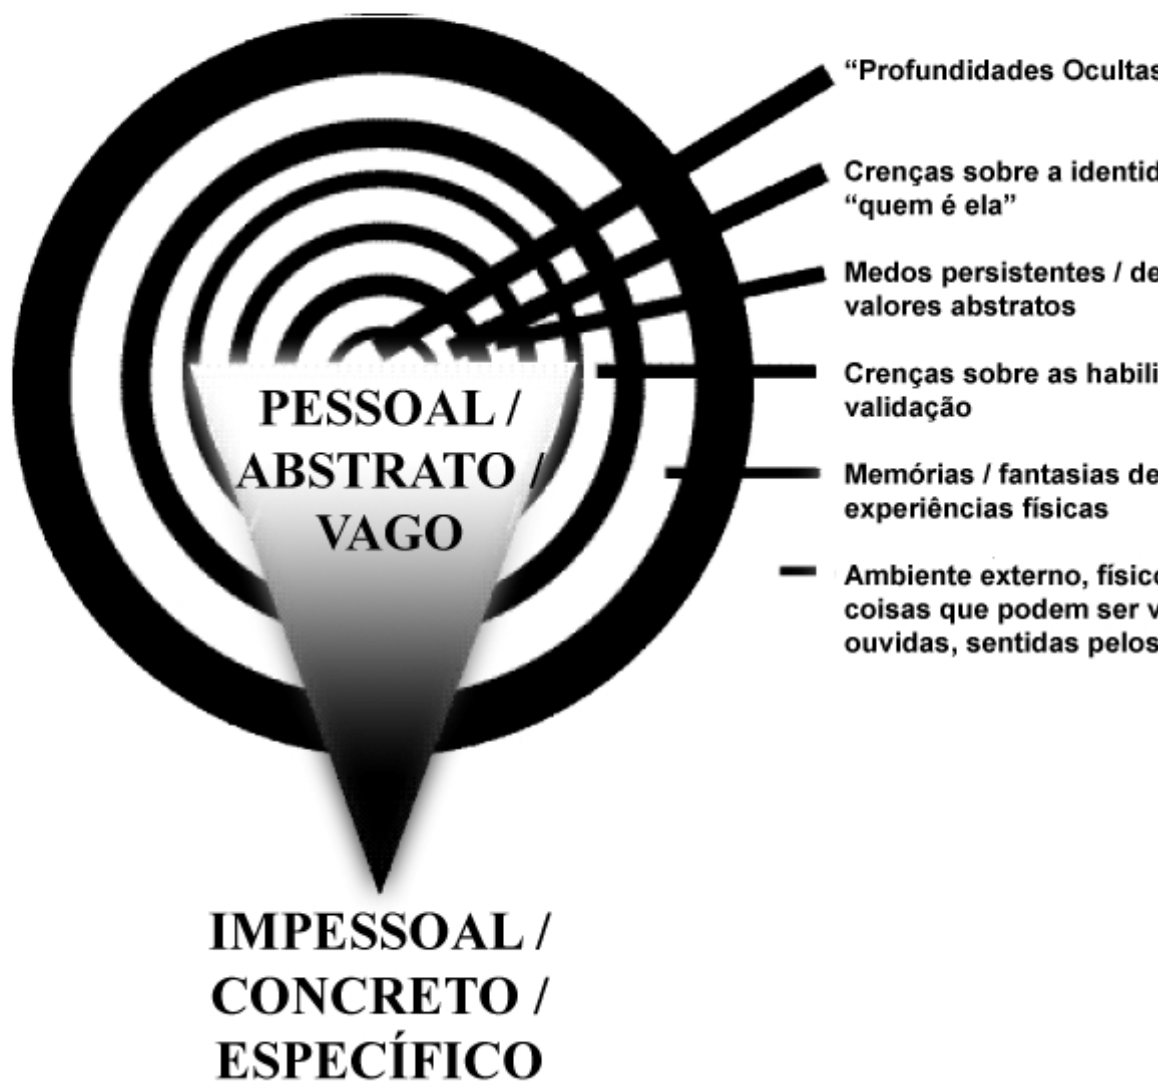 “Profundidades Ocultas
Crenças sobre a identid
“quem é ela”
Medos persistentes / de
valores abstratos
Crenças sobre as habili
validação
Memórias / fantasias de
experiências físicas
Ambiente externo, físico
coisas que podem ser v
ouvidas, sentidas pelos
PESSOAL /
ABSTRATO /
VAGO
IMPESSOAL /
CONCRETO /
ESPECÍFICO